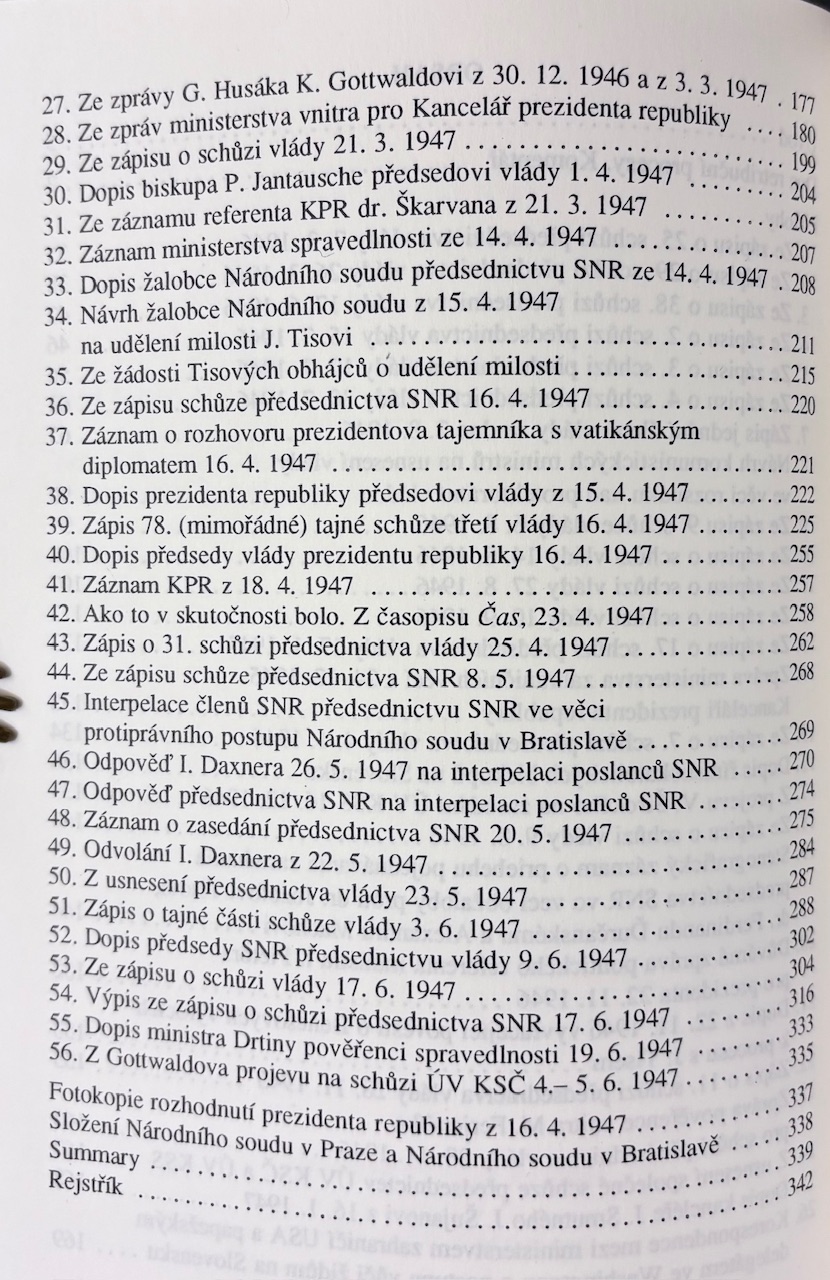 27. Ze zprávy G. Husáka K. Gottwaldovi z 30. 12. 1946 a z 3. 3. 1947 . 177
28. Ze zpráv ministerstva vnitra pro Kancelář prezidenta republiky .... 180
29. Ze zápisu o schůzi vlády 21. 3. 1947 .............................. 199
30. Dopis biskupa P. Jantausche předsedovi vlády 1. 4. 1947 ......... 204
31. Ze záznamu referenta KPR dr. Škarvana z 21. 3. 1947 ........... 205
32. Záznam ministerstva spravedlnosti ze 14. 4. 1947 ................ 207
33. Dopis žalobce Národního soudu předsednictvu SNR ze 14. 4. 1947 . 208
34. Návrh žalobce Národního soudu z 15. 4. 1947
na udělení milosti J. Tisovi ...................................... 211
35. Ze žádosti Tisových obhájců o udělení milosti ................... 215
36. Ze zápisu schůze předsednictva SNR 16. 4. 1947 ................ 220
37. Záznam o rozhovoru prezidentova tajemníka s vatikánským
diplomatem 16. 4. 1947 ......................................... 221
38. Dopis prezidenta republiky předsedovi vlády z 15. 4. 1947 ........ 222
39. Zápis 78. (mimořádné) tajné schůze třetí vlády 16. 4. 1947 ........ 225
40. Dopis předsedy vlády prezidentu republiky 16. 4. 1947 ............ 255
41. Záznam KPR z 18. 4. 1947 ...................................... 257
42. Ako to v skutočnosti bolo. Z časopisu Čas, 23. 4. 1947 ............ 258
43. Zápis o 31. schůzi předsednictva vlády 25. 4. 1947 ............... 262
44. Ze zápisu schůze předsednictva SNR 8. 5. 1947 .................. 268
45. Interpelace členů SNR předsednictvu SNR ve věci
protiprávního postupu Národního soudu v Bratislavě .............. 269
46. Odpověď I. Daxnera 26. 5. 1947 na interpelaci poslanců SNR ..... 270
47. Odpověď předsednictva SNR na interpelaci poslanců SNR ........ 274
48. Záznam o zasedání předsednictva SNR 20. 5. 1947 ............... 275
49. Odvolání I. Daxnera z 22. 5. 1947 ............................... 284
50. Z usnesení předsednictva vlády 23. 5. 1947 ...................... 287
51. Zápis o tajné části schůze vlády 3. 6. 1947 ....................... 288
52. Dopis předsedy SNR předsednictvu vlády 9. 6. 1947 .............. 302
53. Ze zápisu o schůzi vlády 17. 6. 1947 ............................. 304
54. Výpis ze zápisu o schůzi předsednictva SNR 17. 6. 1947 .......... 316
55. Dopis ministra Drtiny pověřenci spravedlnosti 19. 6. 1947 ......... 333
56. Z Gottwaldova projevu na schůzi ÚV KSČ 4.– 5. 6. 1947 ......... 335
Fotokopie rozhodnutí prezidenta republiky z 16. 4. 1947 .............. 337
Složení Národního soudu v Praze a Národního soudu v Bratislavě ..... 338
Summary ......................................................... 339
Rejstřík .......................................................... 342